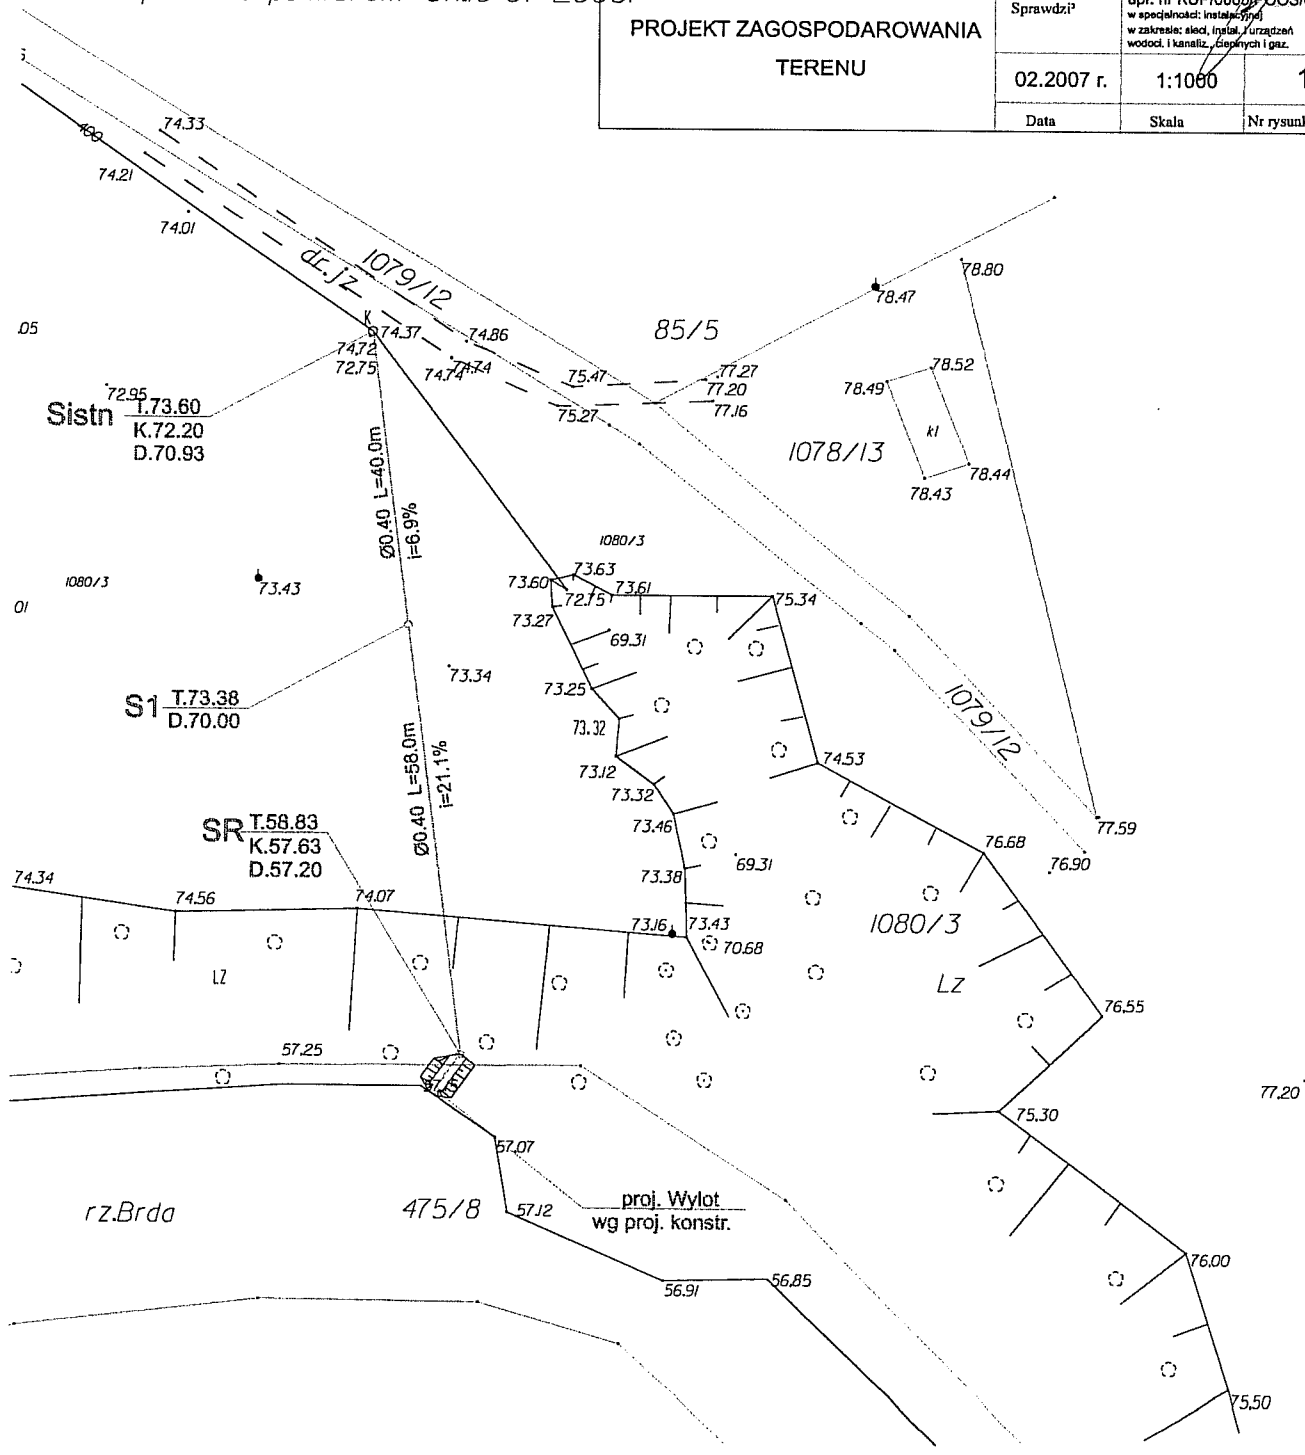 PROJEKT ZAGOSPODAROWANIA
TERENU
Sprawdzi³
w specjalności: instalacyjnej
w zakresie: sieci, instal. i urządzeń
wodoci. i kanaliz., cieplnych i gaz.
02.2007 r.
1:1000
1
Data
Skala
Nr rysunk
400
74.33
74.21
74.01
dr.jz
1079/12
K
74.37
74.72
72.75
74.86
74.74
74.74
85/5
78.80
78.47
.05
72.95
Sistn
T.73.60
K.72.20
D.70.93
75.47
75.27
77.27
77.20
77.16
78.49
78.52
kl
78.44
78.43
1078/13
Ø0.40 L=40.0m
i=6.9%
1080/3
1080/3
73.43
01
73.60
73.63
72.75
73.61
73.27
75.34
69.31
73.34
73.25
S1
T.73.38
D.70.00
73.32
73.12
73.32
74.53
1079/12
Ø0.40 L=58.0m
i=21.1%
SR
T.58.83
K.57.63
D.57.20
73.46
69.31
73.38
77.59
76.68
76.90
74.34
74.56
74.07
73.16
73.43
70.68
1080/3
Lz
LZ
76.55
57.25
77.20
75.30
57.07
rz.Brda
475/8
57.12
proj. Wylot
wg proj. konstr.
56.91
56.85
76.00
75.50